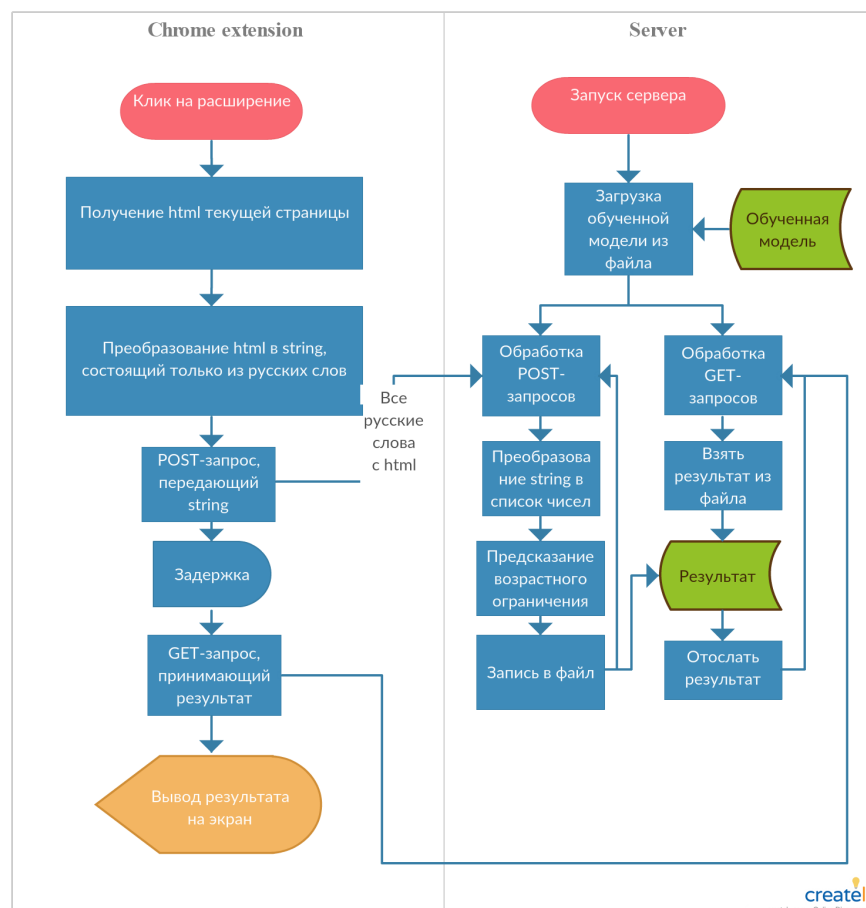 Chrome extension
Server
Клик на расширение
Получение html текущей страницы
Преобразование html в string,
состоящий только из русских слов
Все
русские
слова
с html
POST-запрос,
передающий
string
Задержка
GET-запрос,
принимающий
результат
Вывод результата
на экран
Запуск сервера
Загрузка
обученной
модели из
файла
Обученная
модель
Обработка
POST-
запросов
Преобразова
ние string в
список чисел
Предсказание
возрастного
ограничения
Запись в файл
Обработка
GET-
запросов
Взять
результат из
файла
Результат
Отослать
результат
create